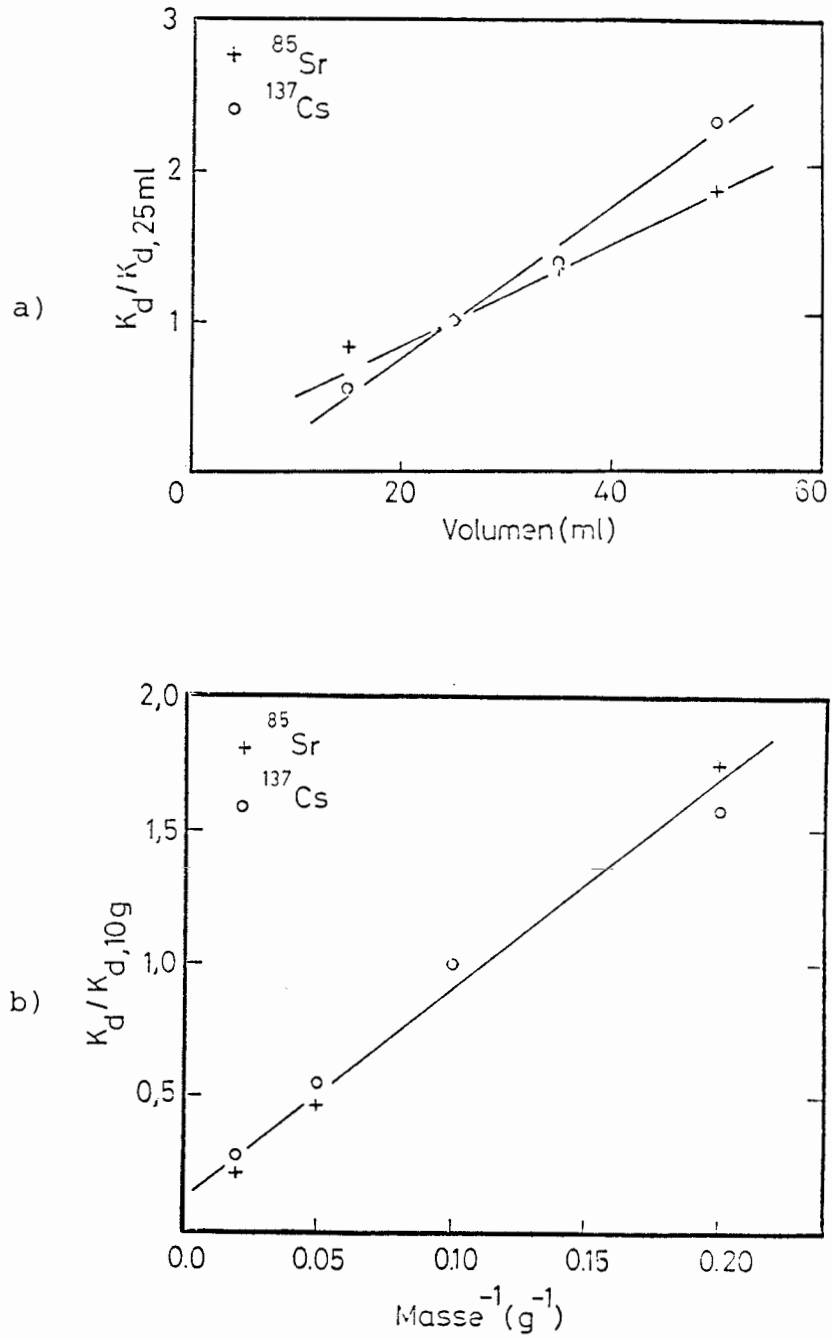 a)
3
2
1
0
20
40
60
+ ⁸⁵Sr
o ¹³⁷Cs
K_d/K_d,25ml
Volumen(ml)
b)
2,0
1,5
1,0
0,5
0.0
0.05
0.10
0.15
0.20
+ ⁸⁵Sr
o ¹³⁷Cs
K_d/K_d,10g
Masse⁻¹(g⁻¹)